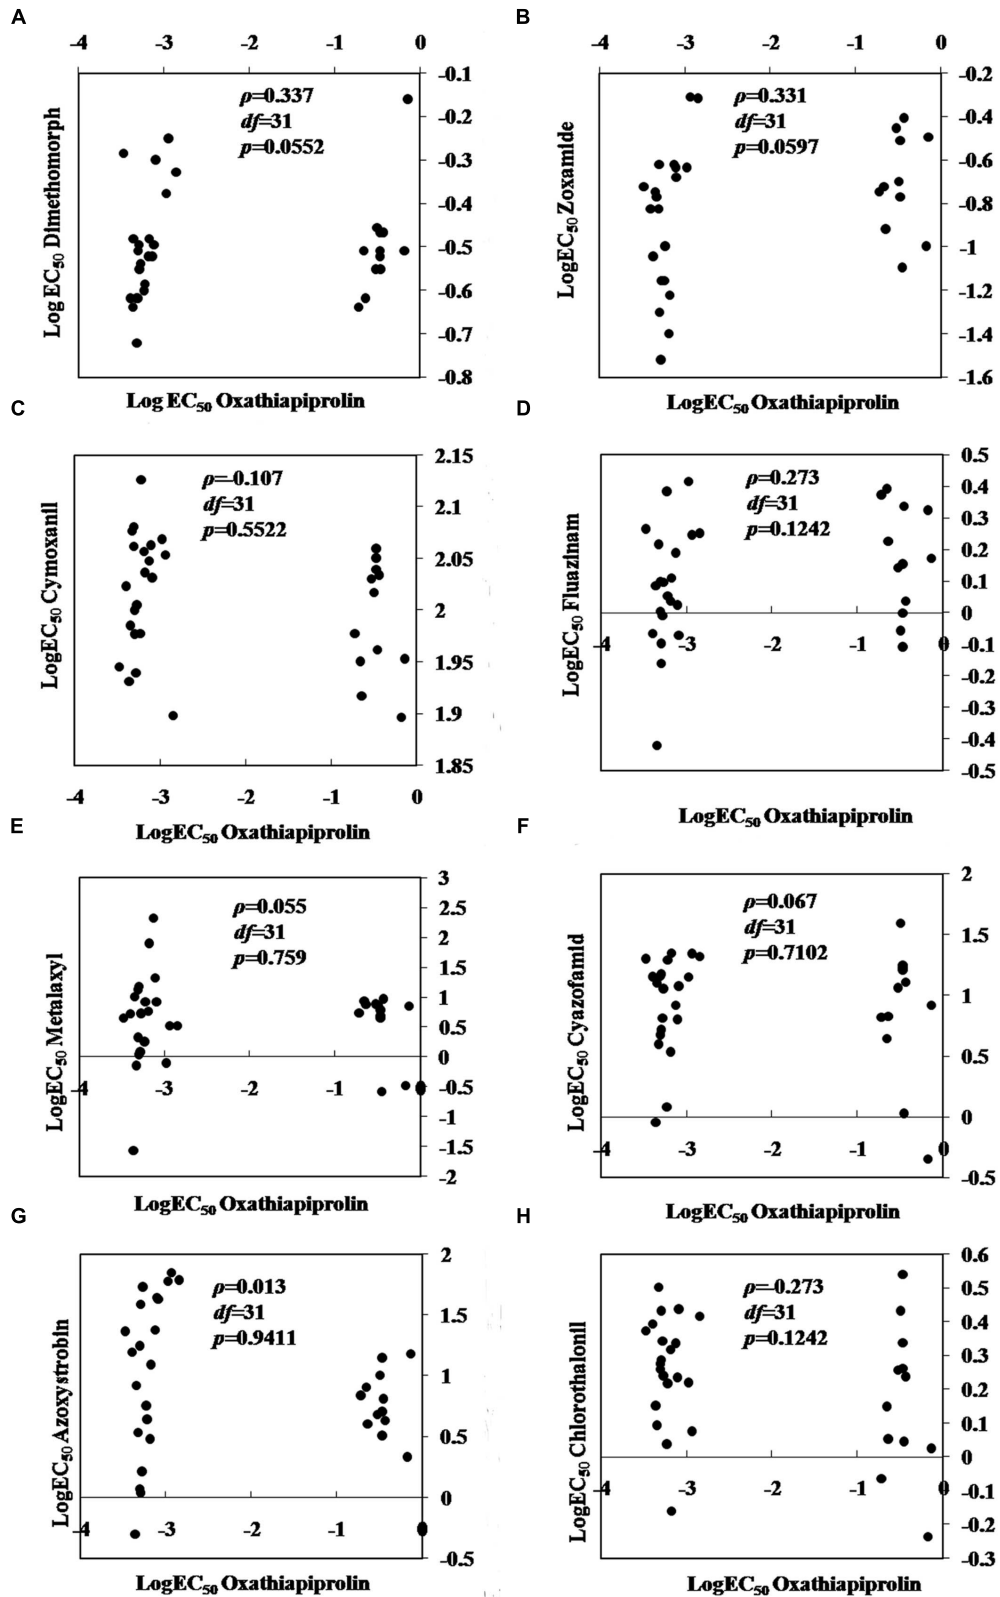 A
-4 -3 -2 -1 0
-0.1
-0.2
-0.3
-0.4
-0.5
-0.6
-0.7
-0.8
ρ=0.337
df=31
p=0.0552
Log EC50 Dimethomorph
Log EC50 Oxathiapiprolin
B
-4 -3 -2 -1 0
-0.2
-0.4
-0.6
-0.8
-1
-1.2
-1.4
-1.6
ρ=0.331
df=31
p=0.0597
LogEC50 Zoxamide
LogEC50 Oxathiapiprolin
C
2.15
2.1
2.05
2
1.95
1.9
1.85
ρ=-0.107
df=31
p=0.5522
LogEC50 Cymoxanil
-4 -3 -2 -1 0
LogEC50 Oxathiapiprolin
D
0.5
0.4
0.3
0.2
0.1
0
-0.1
-0.2
-0.3
-0.4
-0.5
ρ=0.273
df=31
p=0.1242
LogEC50 Fluazinam
-4 -3 -2 -1 0
LogEC50 Oxathiapiprolin
E
3
2.5
2
1.5
1
0.5
0
-0.5
-1
-1.5
-2
ρ=0.055
df=31
p=0.759
LogEC50 Metalaxyl
-4 -3 -2 -1 0
LogEC50 Oxathiapiprolin
F
2
1.5
1
0.5
0
-0.5
ρ=0.067
df=31
p=0.7102
LogEC50 Cyazofamid
-4 -3 -2 -1 0
LogEC50 Oxathiapiprolin
G
2
1.5
1
0.5
0
-0.5
ρ=0.013
df=31
p=0.9411
LogEC50 Azoxystrobin
-4 -3 -2 -1 0
LogEC50 Oxathiapiprolin
H
0.6
0.5
0.4
0.3
0.2
0.1
0
-0.1
-0.2
-0.3
ρ=-0.273
df=31
p=0.1242
LogEC50 Chlorothalonil
-4 -3 -2 -1 0
LogEC50 Oxathiapiprolin